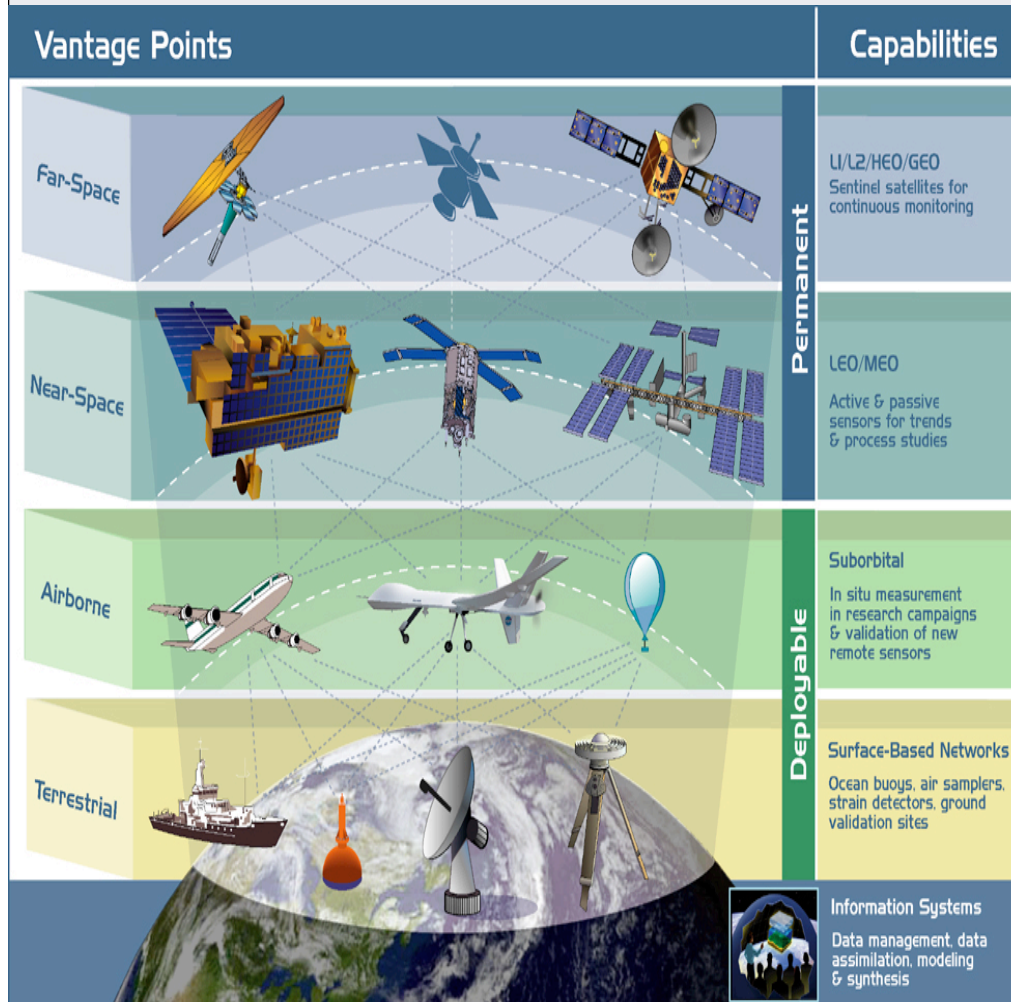 Vantage Points
Capabilities
Far-Space
Permanent
L1/L2/HEO/GEO
Sentinel satellites for
continuous monitoring
Near-Space
LEO/MEO
Active & passive
sensors for trends
& process studies
Airborne
Deployable
Suborbital
In situ measurement
in research campaigns
& validation of new
remote sensors
Terrestrial
Surface-Based Networks
Ocean buoys, air samplers,
strain detectors, ground
validation sites
Information Systems
Data management, data
assimilation, modeling
& synthesis